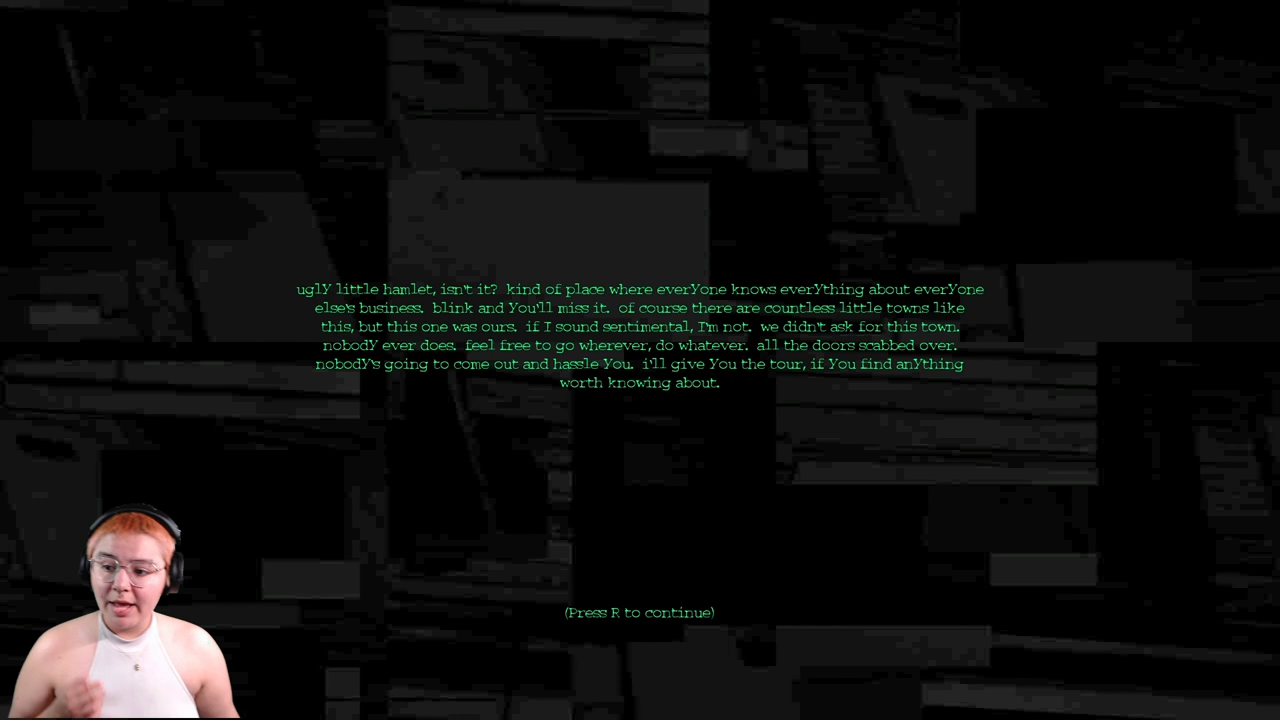 uglY little hamlet, isn't it?  kind of place where everYone knows everYthing about everYone
else's business.  blink and You'll miss it.  of course there are countless little towns like
this, but this one was ours.  if I sound sentimental, I'm not.  we didn't ask for this town.
nobodY ever does.  feel free to go wherever, do whatever.  all the doors scabbed over.
nobodY's going to come out and hassle You.  i'll give You the tour, if You find anYthing
worth knowing about.
(Press R to continue)